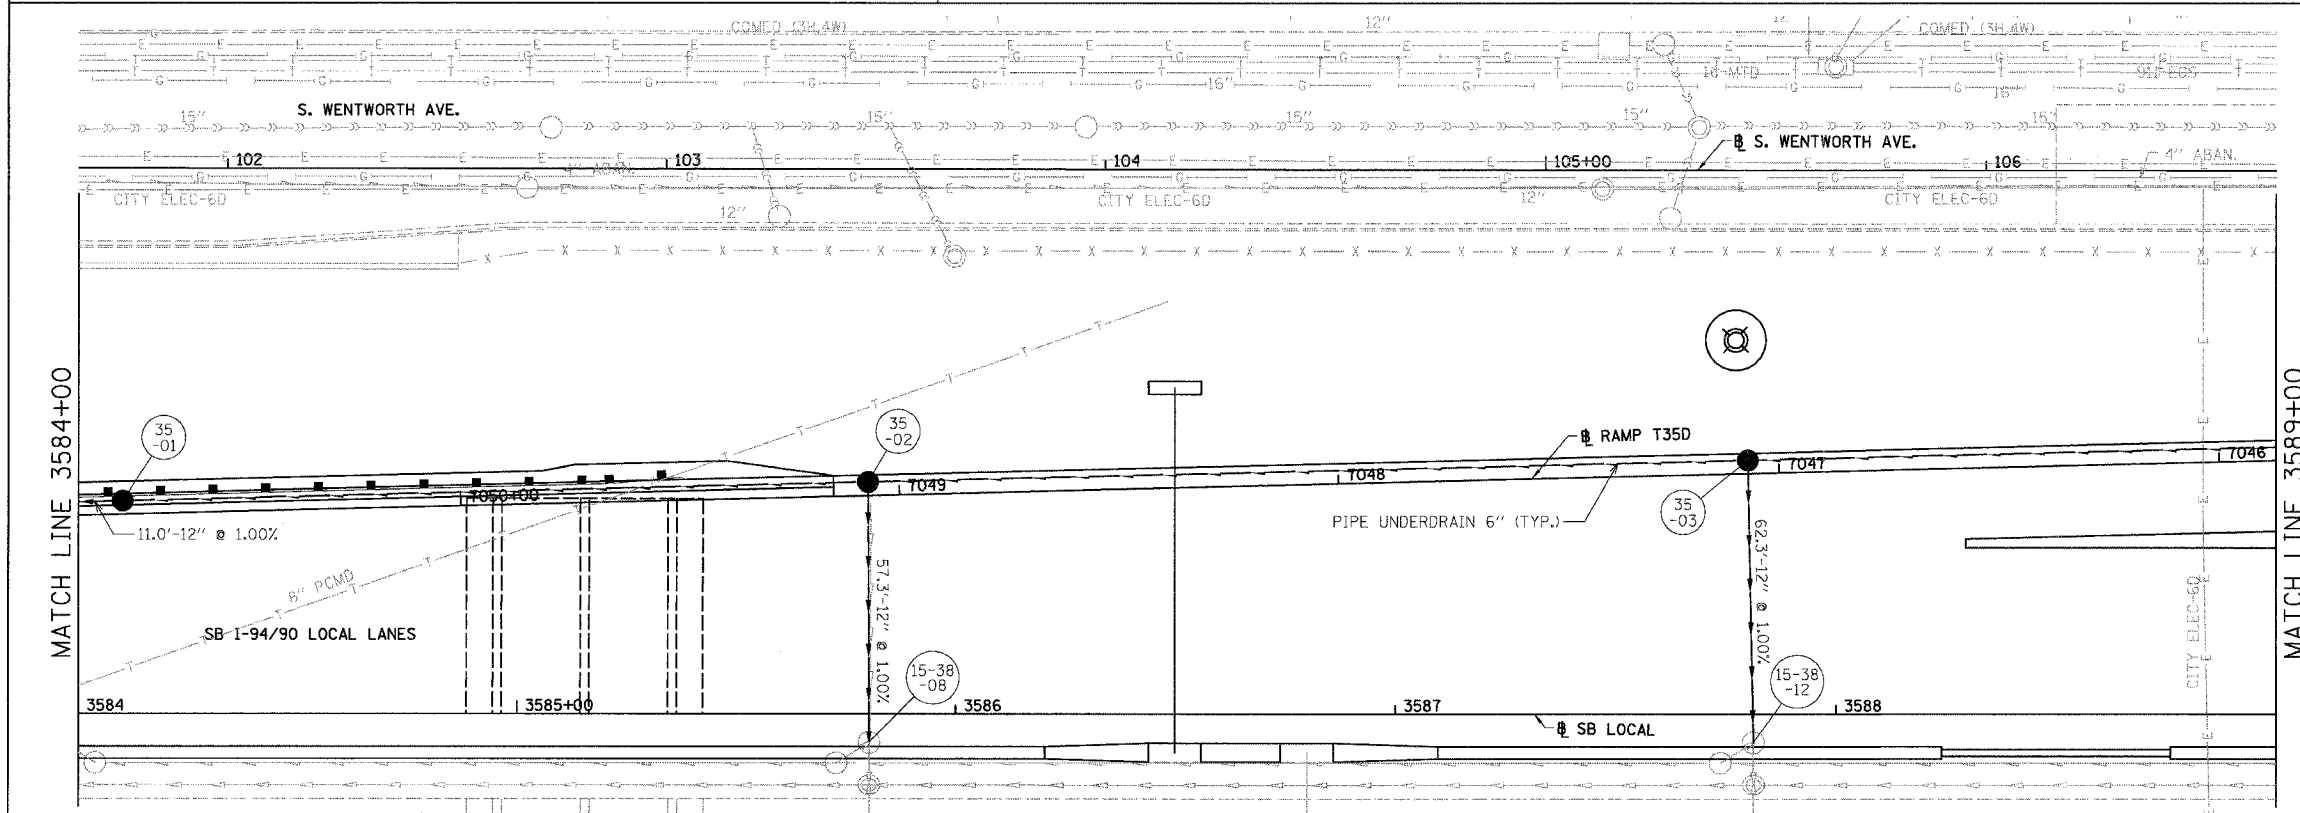 COMED (3H,4W)
12"
COMED (3H,4W)
16"
16"
S. WENTWORTH AVE.
15"
15"
15"
15"
15"
℄ S. WENTWORTH AVE.
102
103
104
105+00
106
4" ABAN.
4" ABAN.
CITY ELEC-6D
12"
CITY ELEC-6D
12"
CITY ELEC-6D
MATCH LINE 3584+00
MATCH LINE 3589+00
35
-01
35
-02
℄ RAMP T35D
7050+00
7049
7048
7047
7046
35
-03
PIPE UNDERDRAIN 6" (TYP.)
11.0'-12" @ 1.00%
8" PCMD
57.3'-12" @ 1.00%
62.3'-12" @ 1.00%
CITY ELEC-6D
SB I-94/90 LOCAL LANES
15-38
-08
15-38
-12
3584
3585+00
3586
3587
3588
℄ SB LOCAL